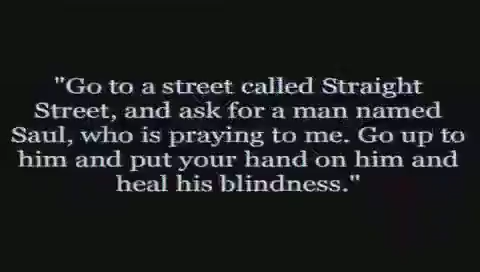 "Go to a street called Straight
Street, and ask for a man named
Saul, who is praying to me. Go up to
him and put your hand on him and
heal his blindness."